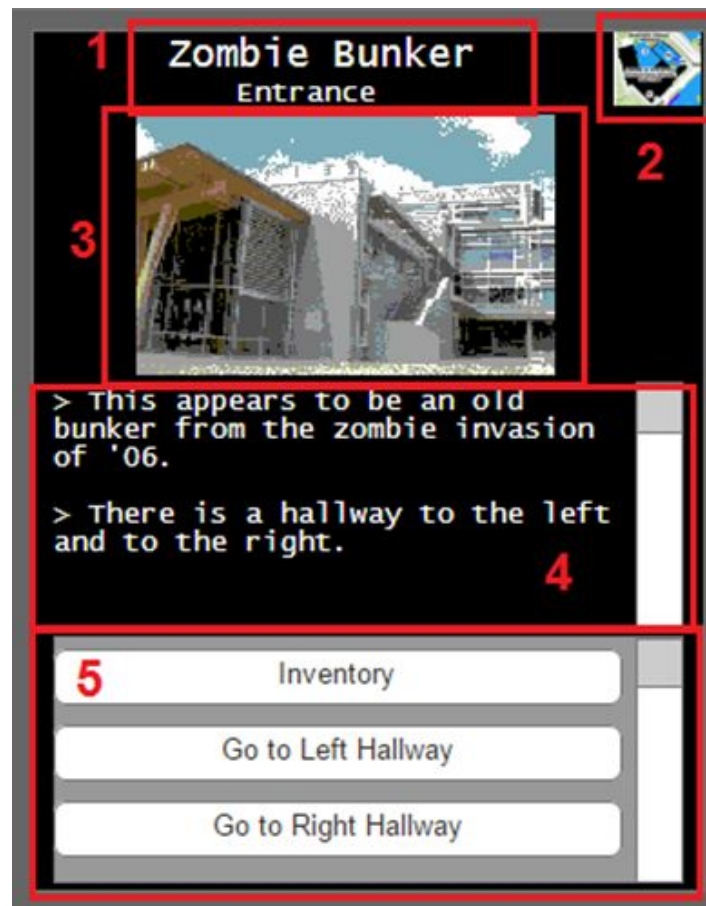 1
Zombie Bunker
Entrance
2
3
> This appears to be an old
bunker from the zombie invasion
of '06.
> There is a hallway to the left
and to the right.
4
5
Inventory
Go to Left Hallway
Go to Right Hallway